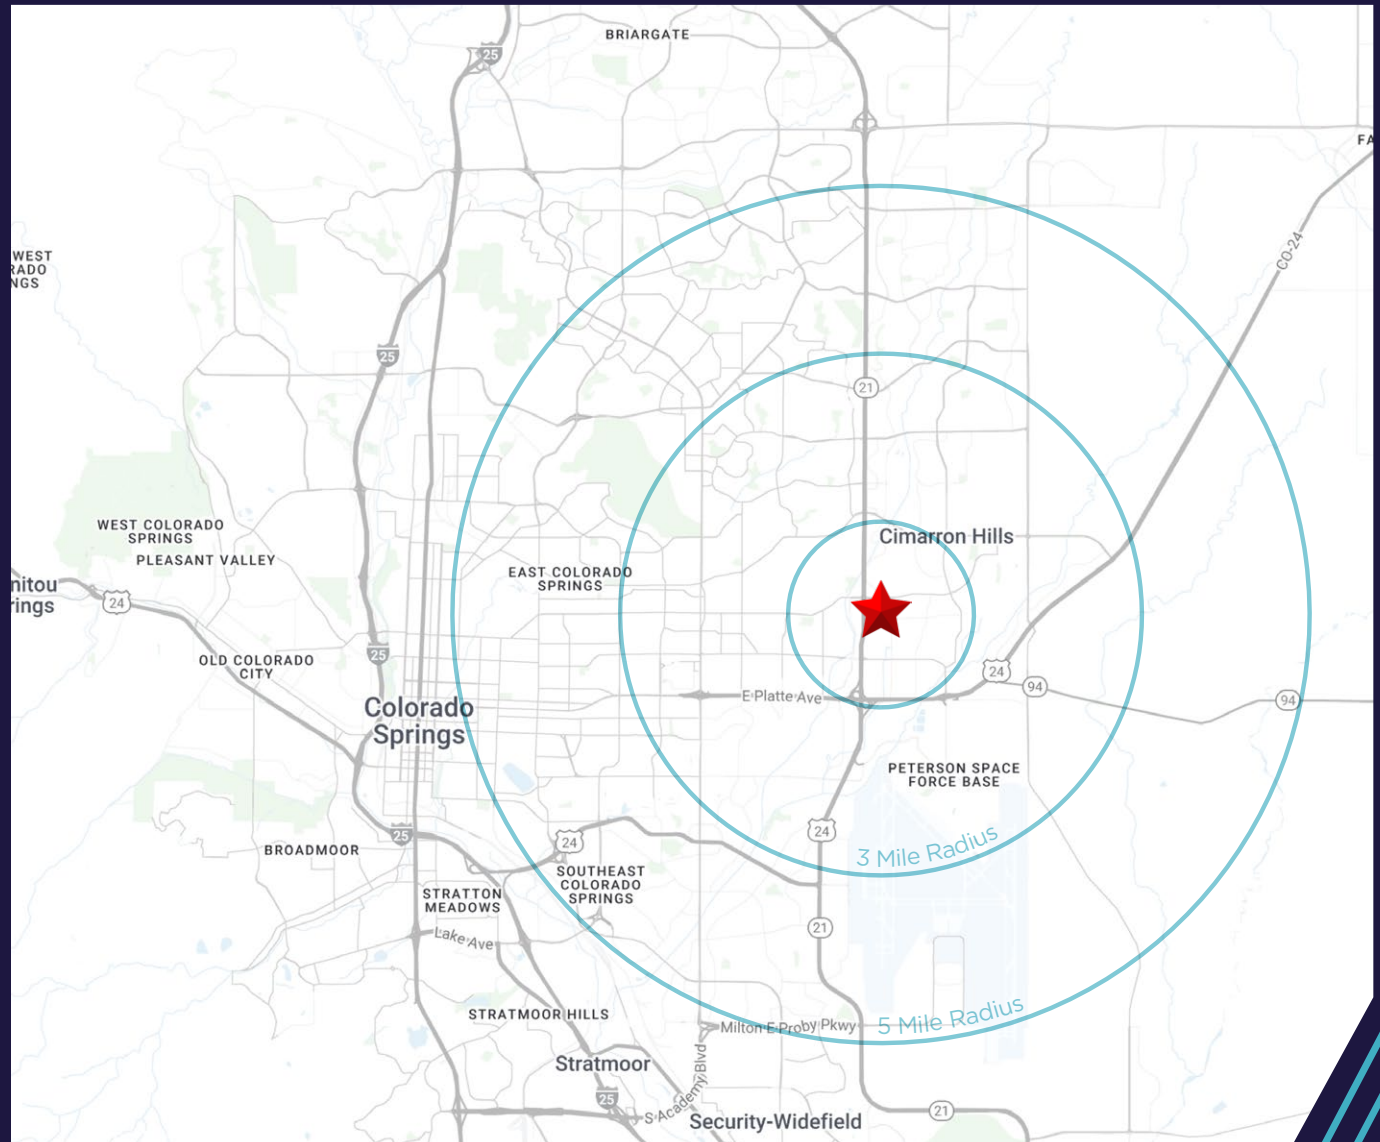 BRIARGATE
25
FA
WEST
RADO
NGS
CO-24
25
21
WEST COLORADO
SPRINGS
PLEASANT VALLEY
Cimarron Hills
EAST COLORADO
SPRINGS
nitou
rings
24
25
OLD COLORADO
CITY
24
94
94
E Platte Ave
Colorado
Springs
PETERSON SPACE
FORCE BASE
24
25
24
3 Mile Radius
BROADMOOR
SOUTHEAST
COLORADO
SPRINGS
STRATTON
MEADOWS
21
Lake Ave
STRATMOOR HILLS
5 Mile Radius
Milton E Proby Pkwy
Stratmoor
S Academy Blvd
25
21
Security-Widefield